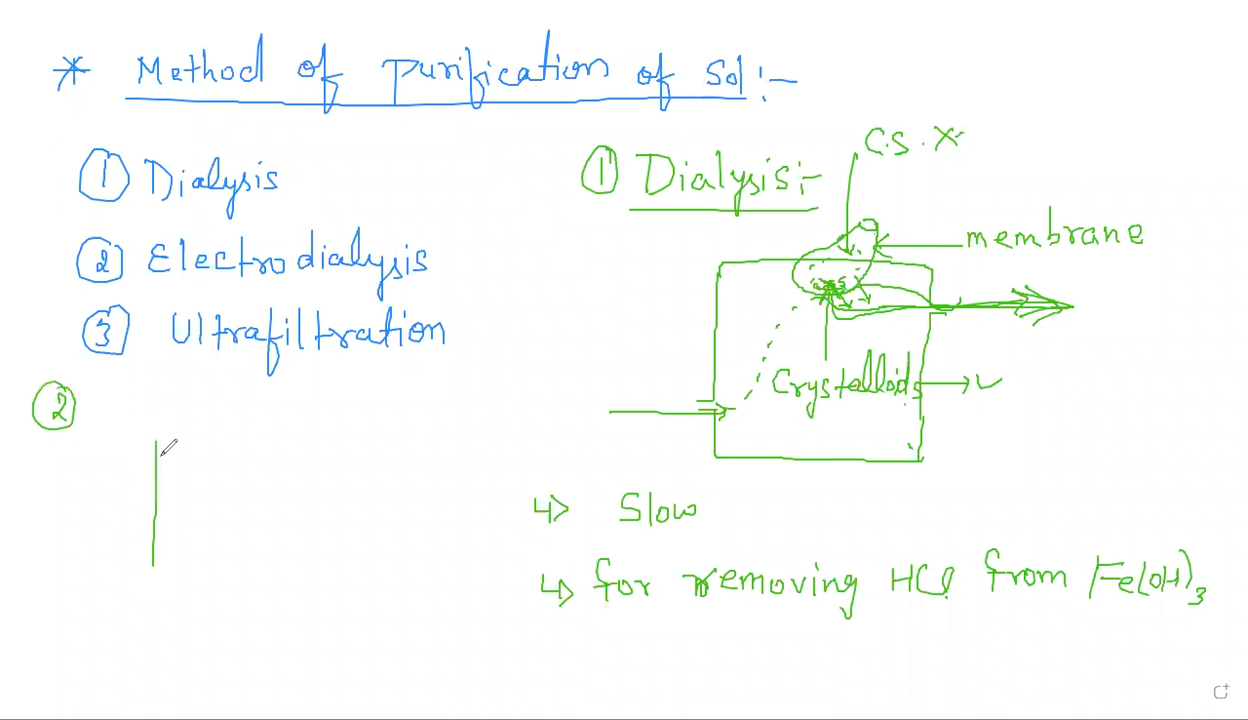 * Method of Purification of Sol :-
① Dialysis
② Electrodialysis
③ Ultrafiltration
① Dialysis :-
C.S. X
membrane
Crystalloids → ✓
↳ Slow
↳ for removing HCl from Fe(OH)₃
②